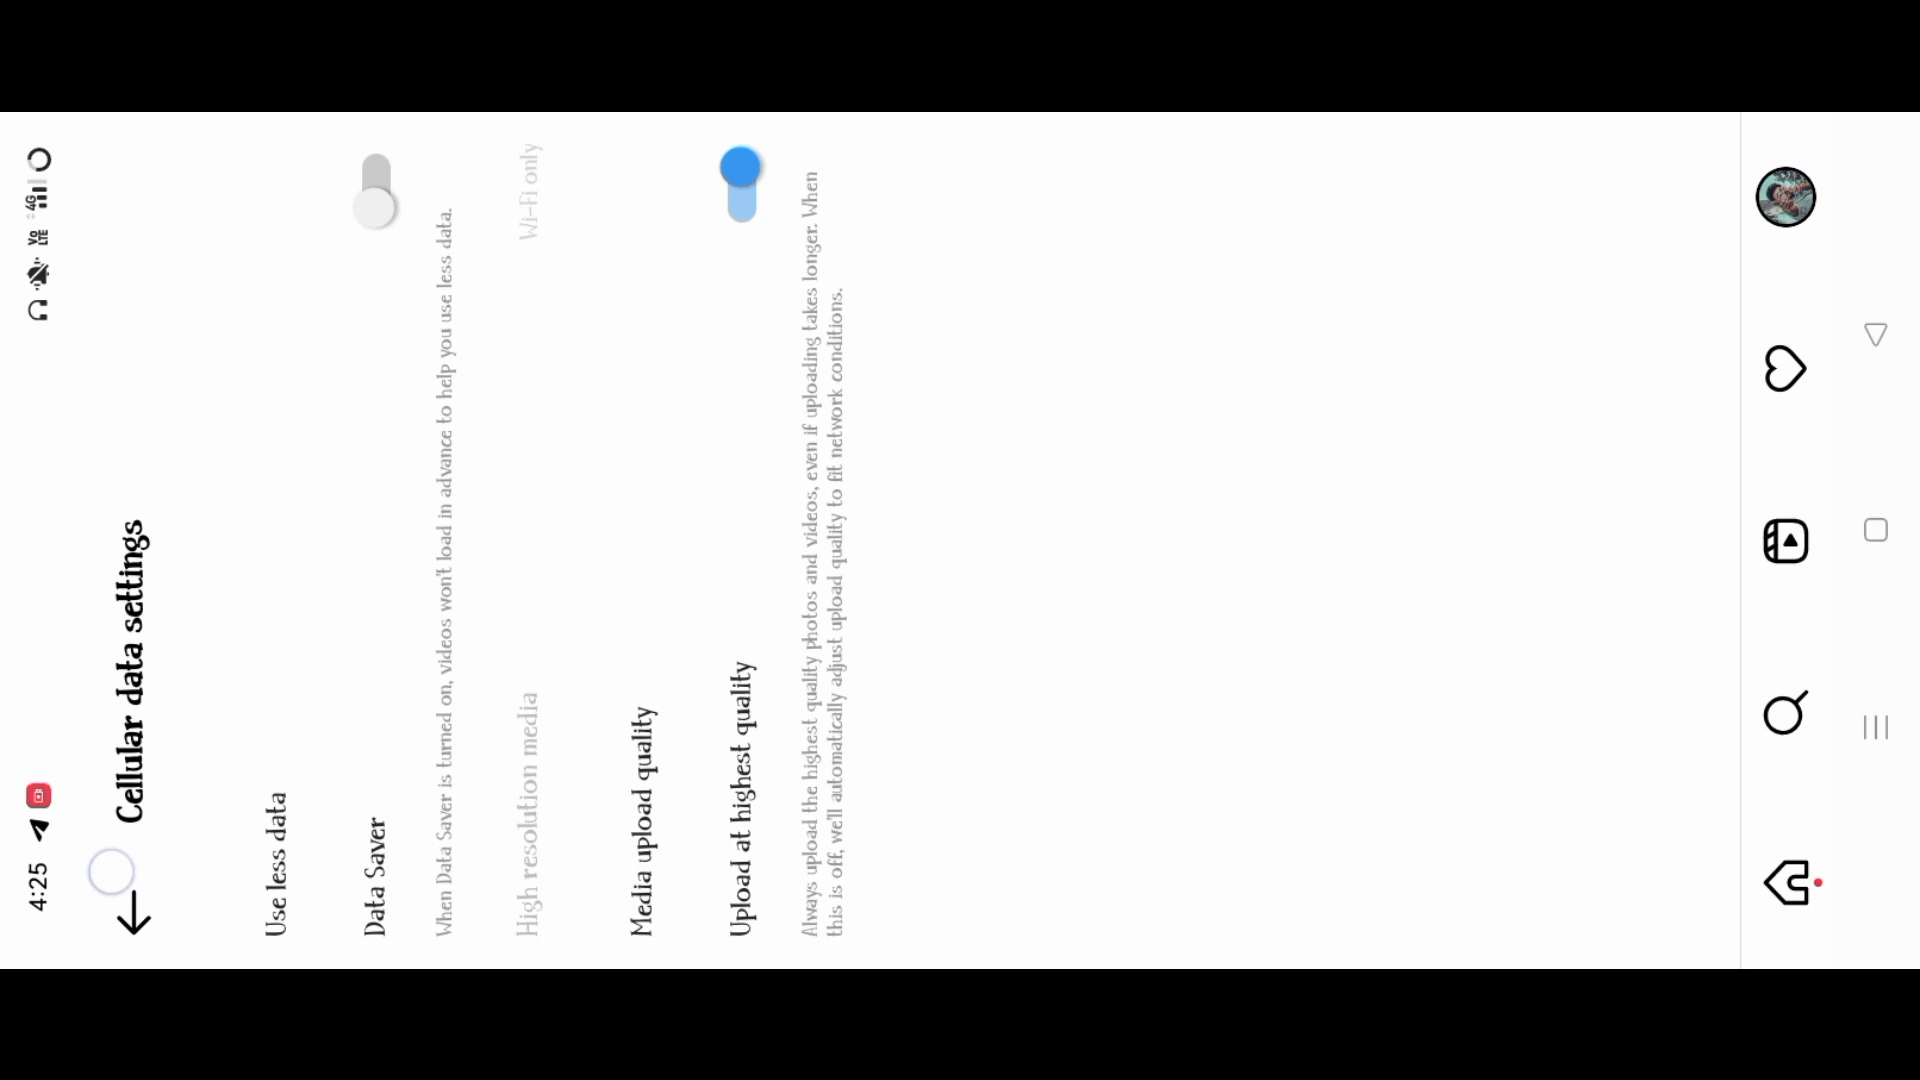 4:25
Vo
LTE
4G
Cellular data settings
Use less data
Data Saver
When Data Saver is turned on, videos won't load in advance to help you use less data.
High resolution media
Wi-Fi only
Media upload quality
Upload at highest quality
Always upload the highest quality photos and videos, even if uploading takes longer. When
this is off, we'll automatically adjust upload quality to fit network conditions.